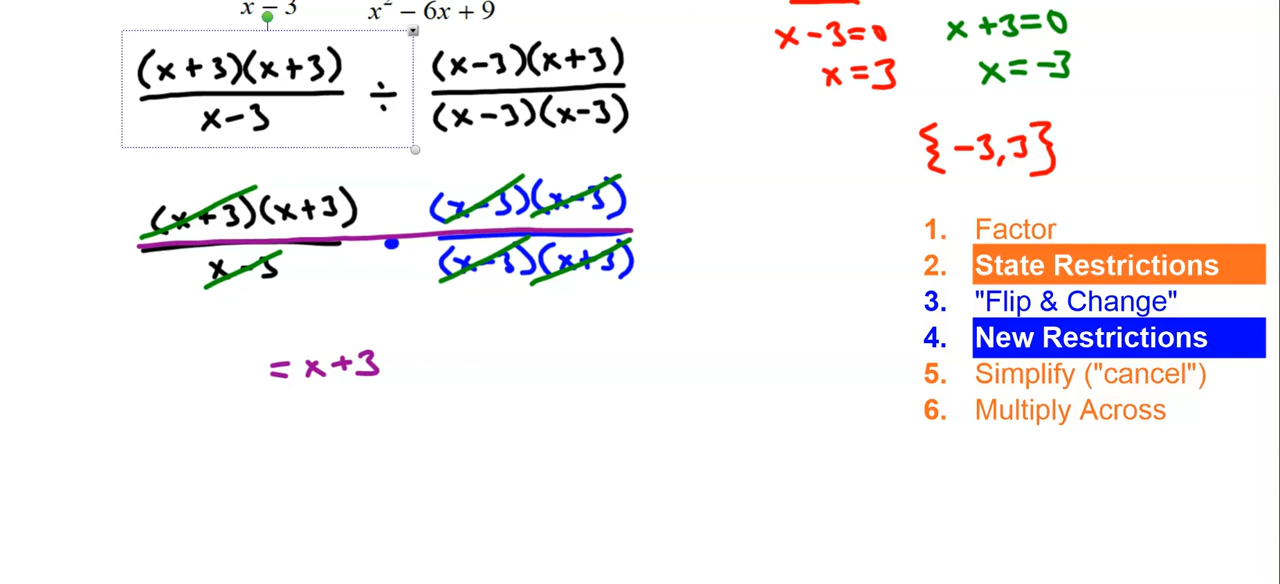 x − 3 x² − 6x + 9
(x+3)(x+3) ÷ (x−3)(x+3)
x−3 (x−3)(x−3)
(x+3)(x+3) • (x−3)(x−3)
x−3 (x−3)(x+3)
= x+3
x−3=0 x+3=0
x=3 x=−3
{−3,3}
1. Factor
2. State Restrictions
3. "Flip & Change"
4. New Restrictions
5. Simplify ("cancel")
6. Multiply Across